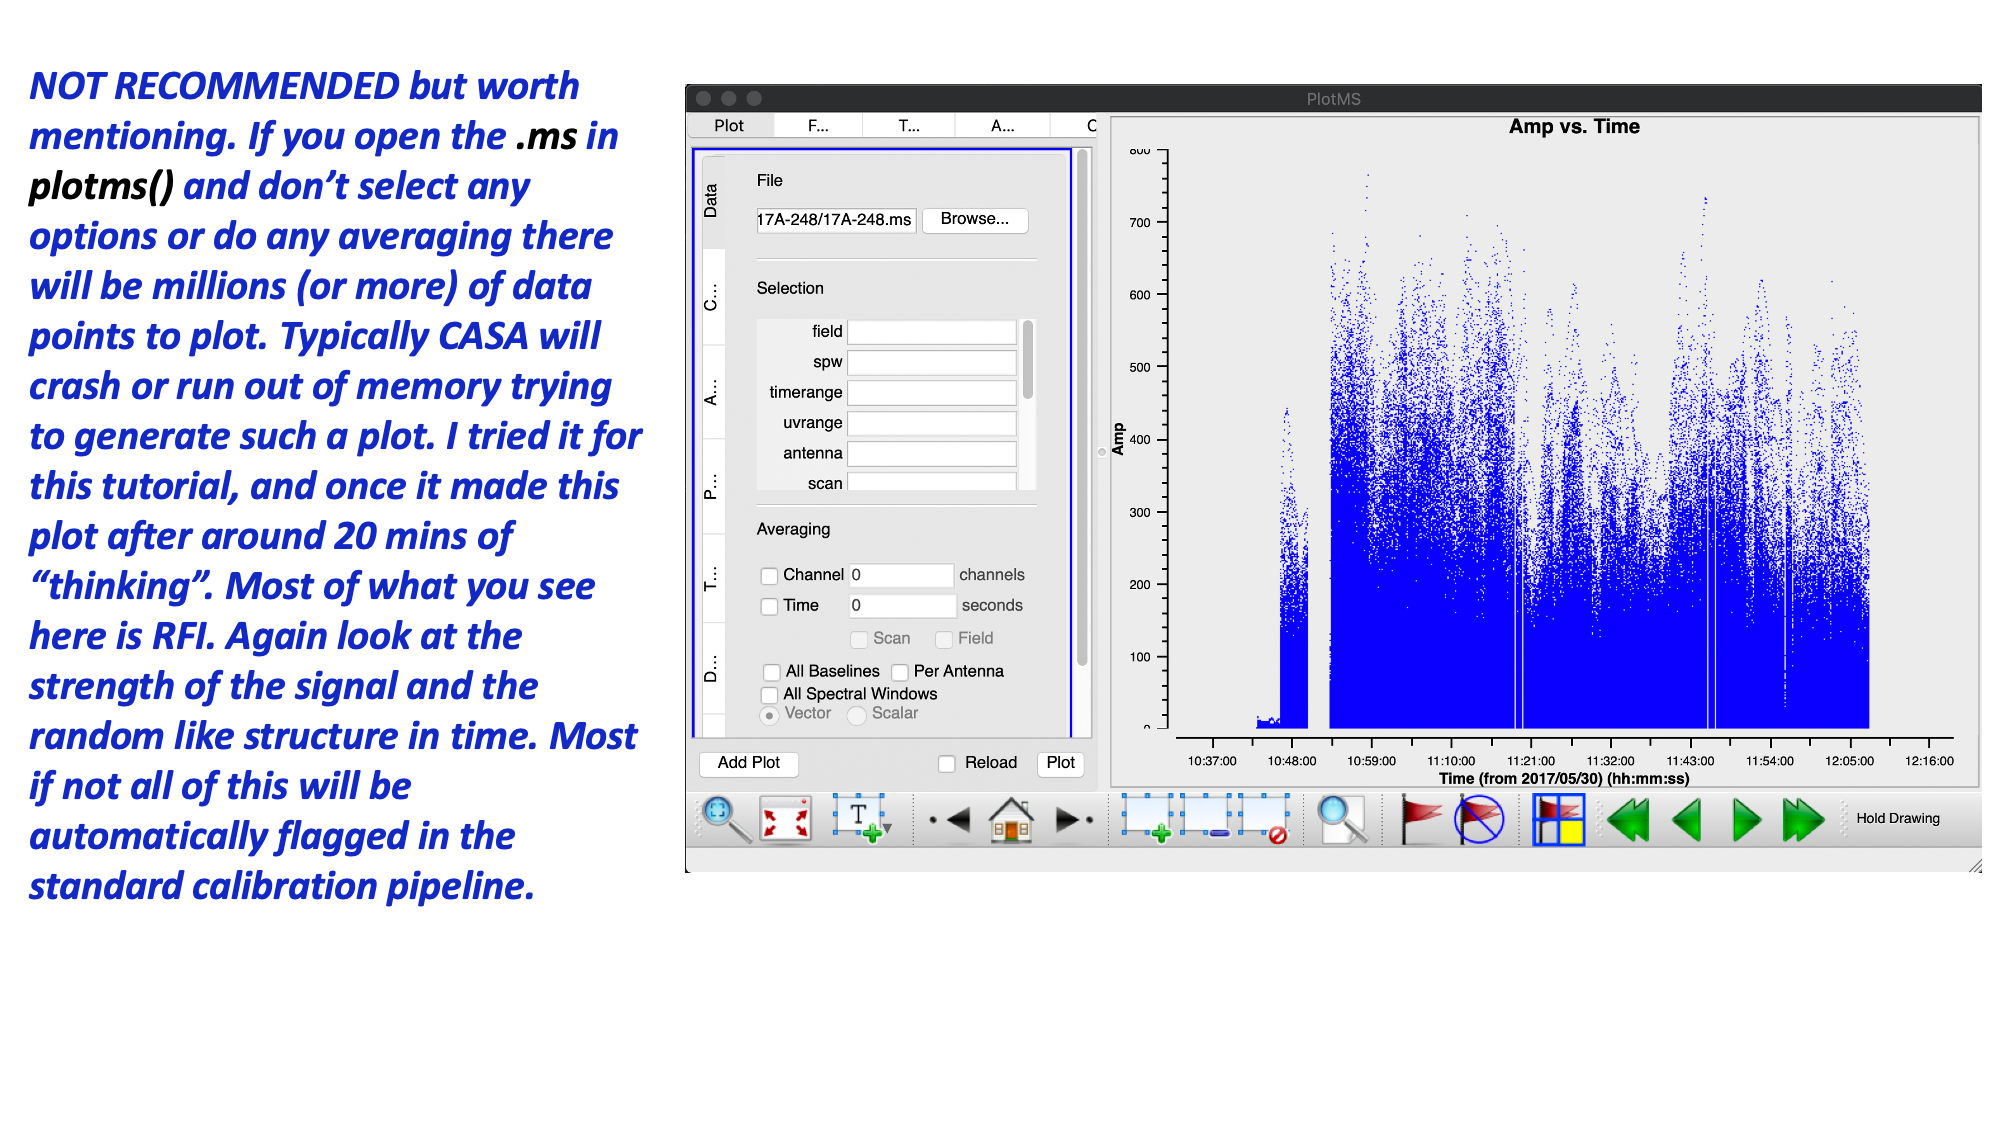 NOT RECOMMENDED but worth
mentioning. If you open the .ms in
plotms() and don’t select any
options or do any averaging there
will be millions (or more) of data
points to plot. Typically CASA will
crash or run out of memory trying
to generate such a plot. I tried it for
this tutorial, and once it made this
plot after around 20 mins of
“thinking”. Most of what you see
here is RFI. Again look at the
strength of the signal and the
random like structure in time. Most
if not all of this will be
automatically flagged in the
standard calibration pipeline.
PlotMS
Plot F... T... A... C
Data
C...
A...
P...
T...
D...
File
17A-248/17A-248.ms Browse...
Selection
field
spw
timerange
uvrange
antenna
scan
Averaging
Channel 0 channels
Time 0 seconds
Scan Field
All Baselines Per Antenna
All Spectral Windows
Vector Scalar
Add Plot Reload Plot
Amp vs. Time
Amp
800
700
600
500
400
300
200
100
0
10:37:00 10:48:00 10:59:00 11:10:00 11:21:00 11:32:00 11:43:00 11:54:00 12:05:00 12:16:00
Time (from 2017/05/30) (hh:mm:ss)
T
Hold Drawing